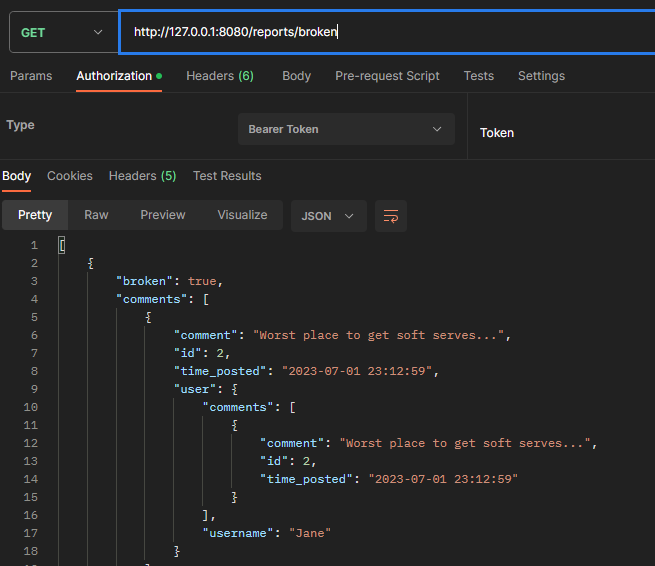 GET http://127.0.0.1:8080/reports/broken
Params Authorization Headers (6) Body Pre-request Script Tests Settings
Type Bearer Token Token
Body Cookies Headers (5) Test Results
Pretty Raw Preview Visualize JSON
1 [
2 {
3 "broken": true,
4 "comments": [
5 {
6 "comment": "Worst place to get soft serves...",
7 "id": 2,
8 "time_posted": "2023-07-01 23:12:59",
9 "user": {
10 "comments": [
11 {
12 "comment": "Worst place to get soft serves...",
13 "id": 2,
14 "time_posted": "2023-07-01 23:12:59"
15 }
16 ],
17 "username": "Jane"
18 }